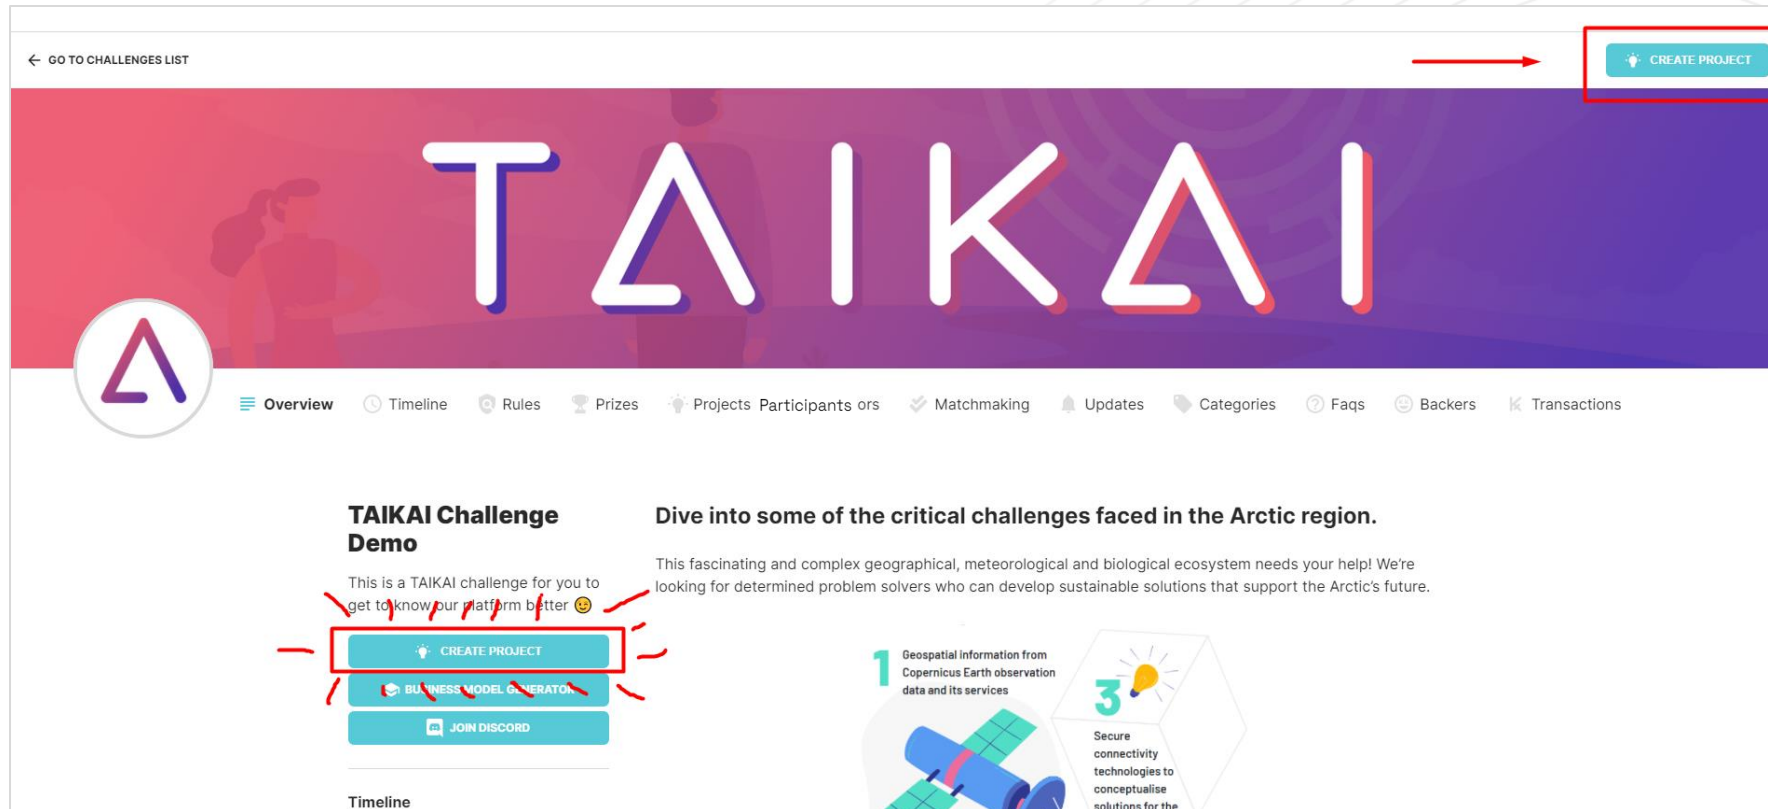 GO TO CHALLENGES LIST
CREATE PROJECT
TAIKAI
Overview Timeline Rules Prizes Projects Participants ors Matchmaking Updates Categories Faqs Backers Transactions
TAIKAI Challenge
Demo
This is a TAIKAI challenge for you to
get to know our platform better 😉
CREATE PROJECT
BUSINESS MODEL GENERATOR
JOIN DISCORD
Timeline
Dive into some of the critical challenges faced in the Arctic region.
This fascinating and complex geographical, meteorological and biological ecosystem needs your help! We're
looking for determined problem solvers who can develop sustainable solutions that support the Arctic's future.
1
Geospatial information from
Copernicus Earth observation
data and its services
3
Secure
connectivity
technologies to
conceptualise
solutions for the